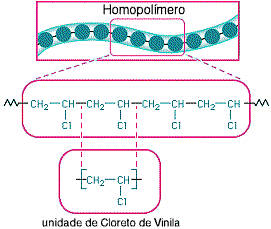 Homopolímero
CH₂—CH—CH₂—CH—CH₂—CH—CH₂—CH
Cl Cl Cl Cl
CH₂—CH
Cl
unidade de Cloreto de Vinila